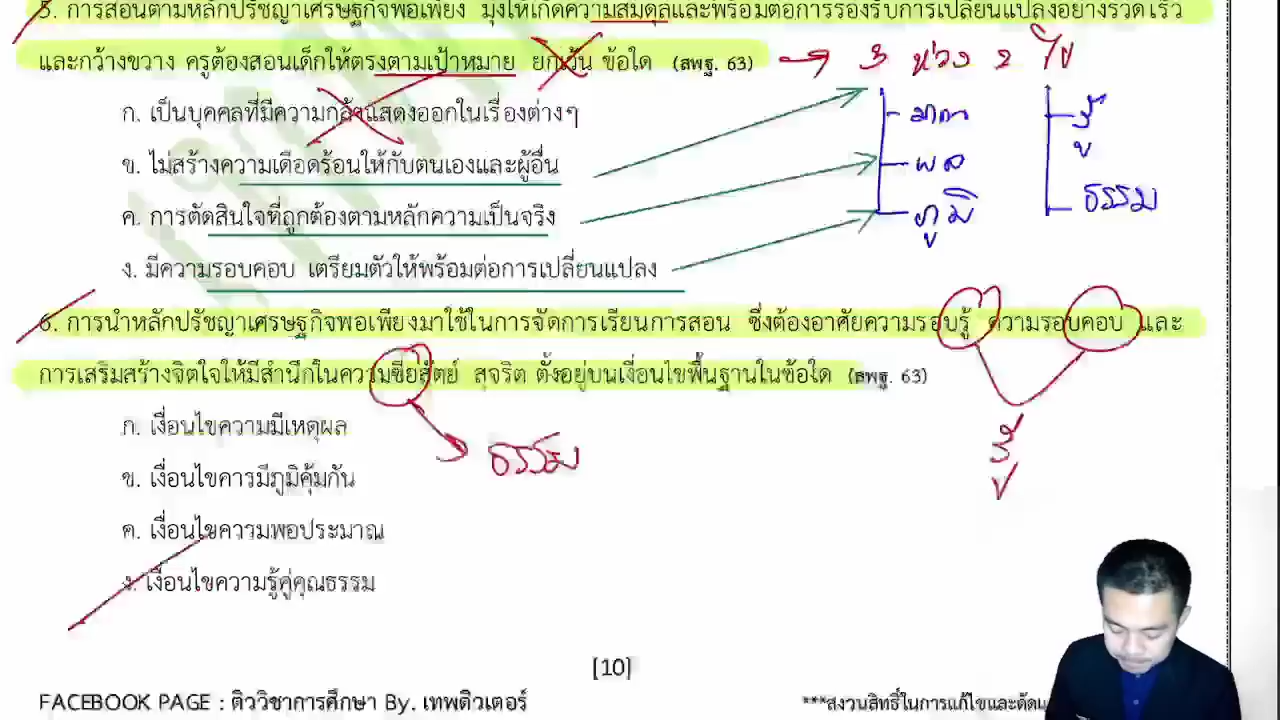 5. การสอนตามหลักปรัชญาเศรษฐกิจพอเพียง มุ่งให้เกิดความสมดุลและพร้อมต่อการรองรับการเปลี่ยนแปลงอย่างรวดเร็ว
และกว้างขวาง ครูต้องสอนเด็กให้ตรงตามเป้าหมาย ยกเว้น ข้อใด (สพฐ. 63) → 3 ห่วง 2 ไข
ก. เป็นบุคคลที่มีความกล้าแสดงออกในเรื่องต่างๆ
ข. ไม่สร้างความเดือดร้อนให้กับตนเองและผู้อื่น
ค. การตัดสินใจที่ถูกต้องตามหลักความเป็นจริง
ง. มีความรอบคอบ เตรียมตัวให้พร้อมต่อการเปลี่ยนแปลง
ผล
ภูมิ
รู้
ธรรม
6. การนำหลักปรัชญาเศรษฐกิจพอเพียงมาใช้ในการจัดการเรียนการสอน ซึ่งต้องอาศัยความรอบรู้ ความรอบคอบ และ
การเสริมสร้างจิตใจให้มีสำนึกในความซื่อสัตย์ สุจริต ตั้งอยู่บนเงื่อนไขพื้นฐานในข้อใด (สพฐ. 63)
ก. เงื่อนไขความมีเหตุผล
ธรรม
รู้
ข. เงื่อนไขการมีภูมิคุ้มกัน
ค. เงื่อนไขความพอประมาณ
ง. เงื่อนไขความรู้คู่คุณธรรม
[10]
FACEBOOK PAGE : ติววิชาการศึกษา By. เทพติวเตอร์
***สงวนสิทธิ์ในการแก้ไขและดัดแ